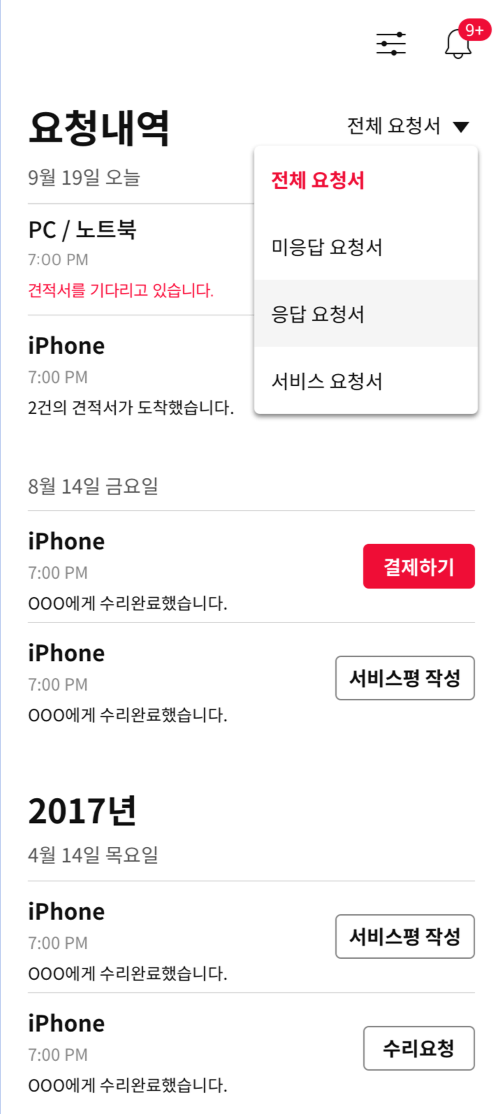 9+
요청내역
전체 요청서 ▼
9월 19일 오늘
전체 요청서
미응답 요청서
응답 요청서
서비스 요청서
PC / 노트북
7:00 PM
견적서를 기다리고 있습니다.
iPhone
7:00 PM
2건의 견적서가 도착했습니다.
8월 14일 금요일
iPhone
7:00 PM
OOO에게 수리완료했습니다.
결제하기
iPhone
7:00 PM
OOO에게 수리완료했습니다.
서비스평 작성
2017년
4월 14일 목요일
iPhone
7:00 PM
OOO에게 수리완료했습니다.
서비스평 작성
iPhone
7:00 PM
OOO에게 수리완료했습니다.
수리요청